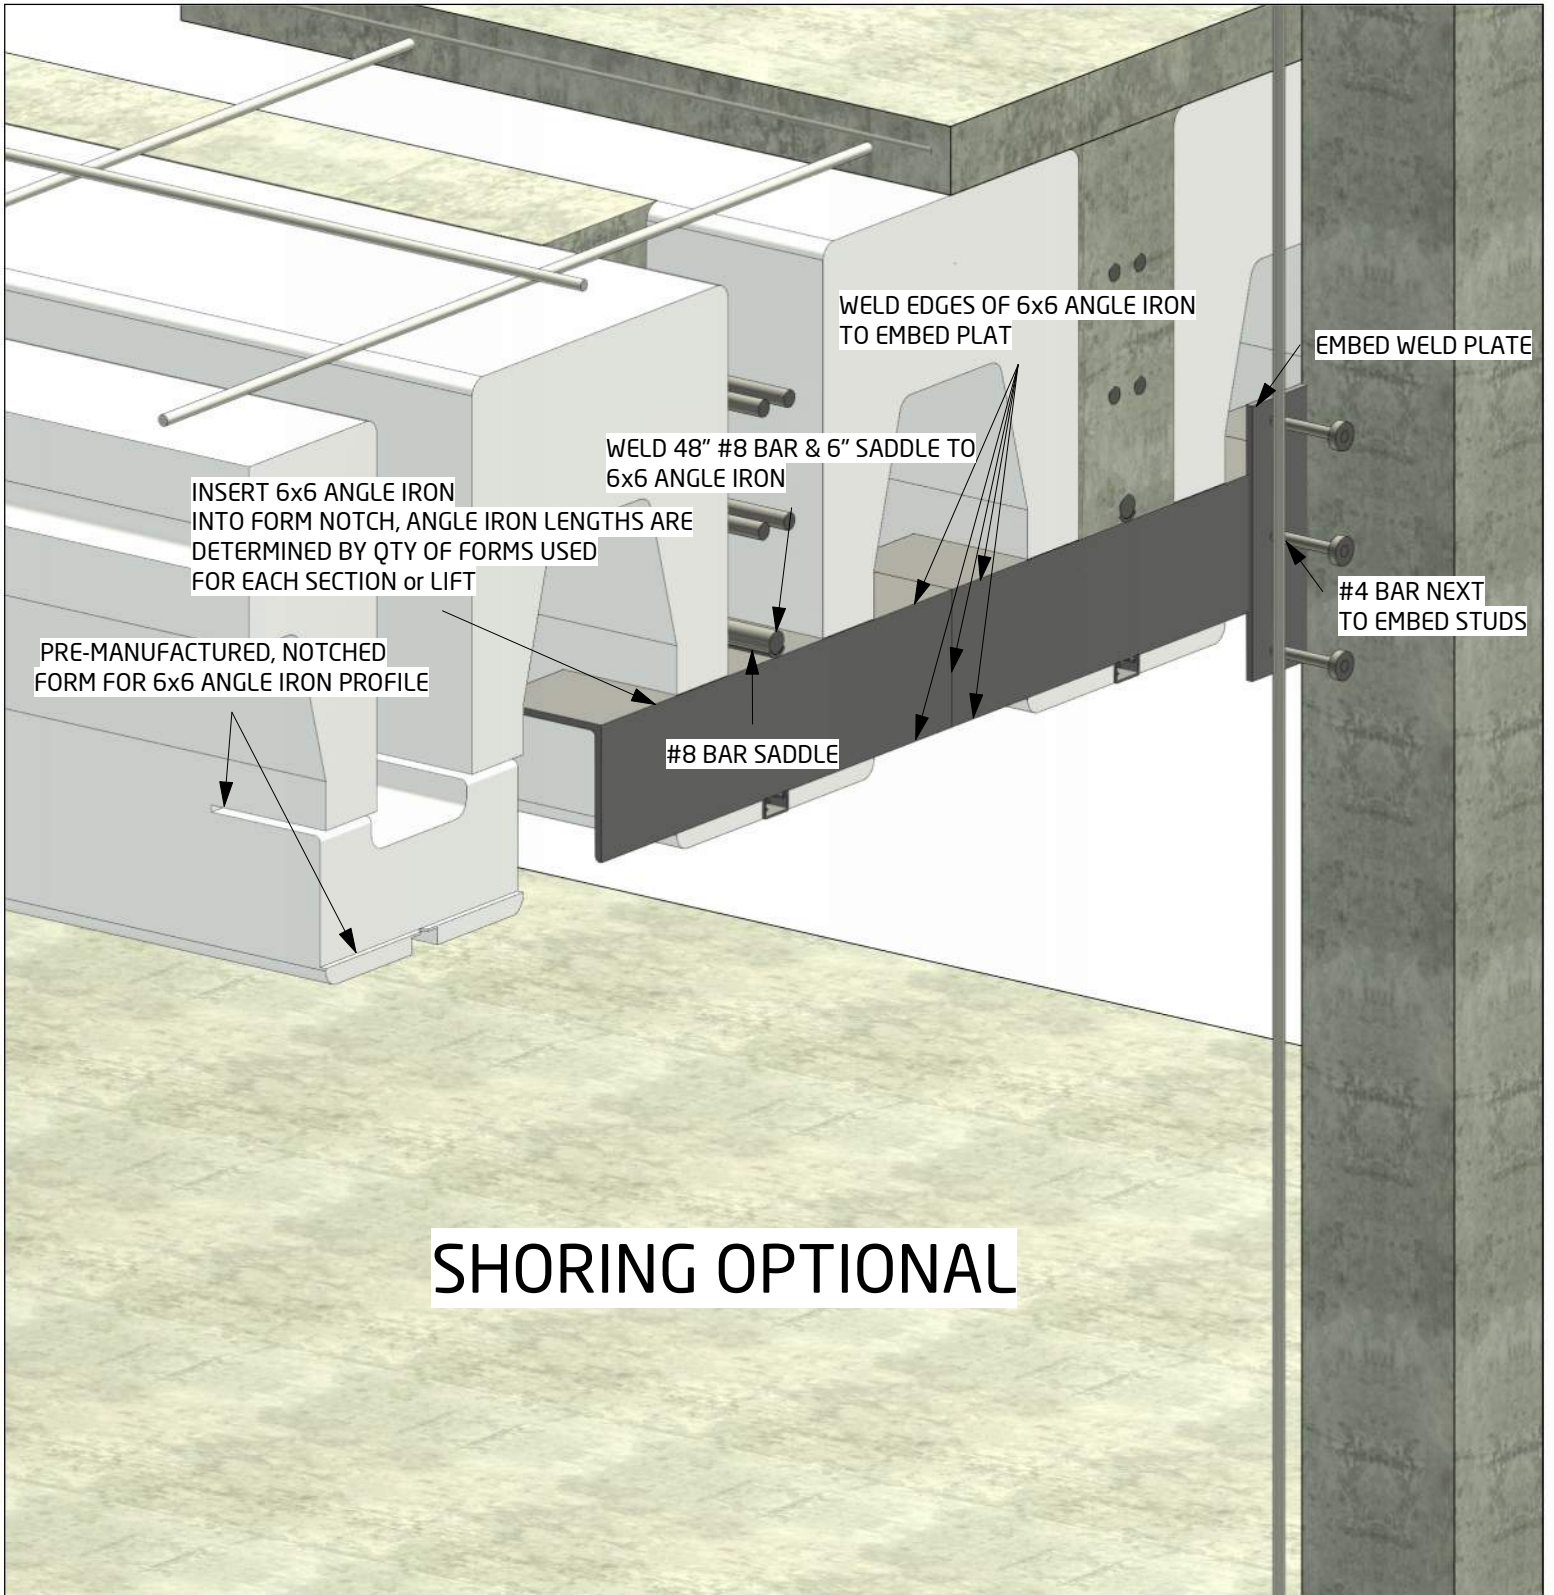 WELD EDGES OF 6x6 ANGLE IRON
TO EMBED PLAT
EMBED WELD PLATE
WELD 48” #8 BAR & 6” SADDLE TO
6x6 ANGLE IRON
INSERT 6x6 ANGLE IRON
INTO FORM NOTCH, ANGLE IRON LENGTHS ARE
DETERMINED BY QTY OF FORMS USED
FOR EACH SECTION or LIFT
#4 BAR NEXT
TO EMBED STUDS
PRE-MANUFACTURED, NOTCHED
FORM FOR 6x6 ANGLE IRON PROFILE
#8 BAR SADDLE
SHORING OPTIONAL